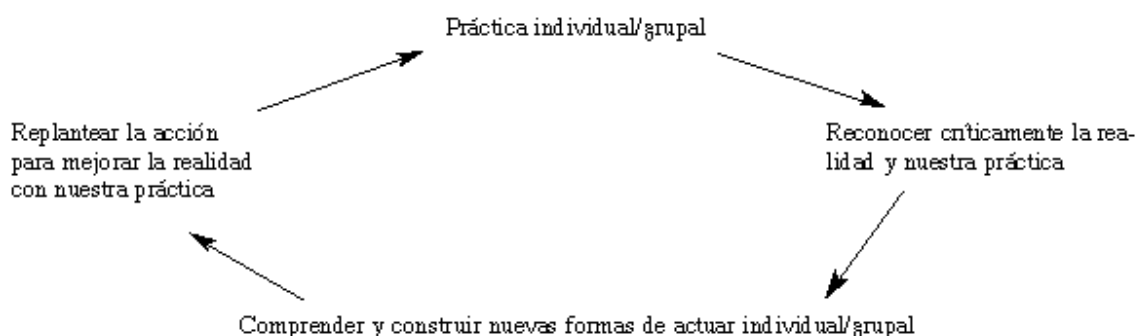 Práctica individual/grupal
Replantear la acción
para mejorar la realidad
con nuestra práctica
Reconocer críticamente la rea-
lidad y nuestra práctica
Comprender y construir nuevas formas de actuar individual/grupal